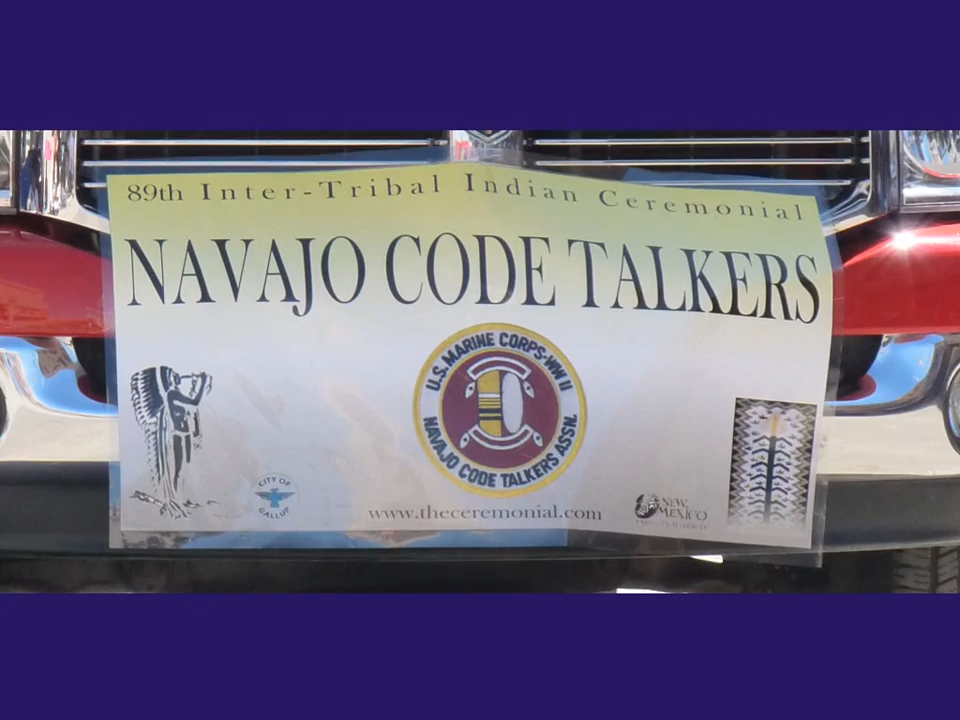 89th Inter-Tribal Indian Ceremonial
NAVAJO CODE TALKERS
U.S. MARINE CORPS-WW II
NAVAJO CODE TALKERS ASSN.
CITY OF
GALLUP
www.theceremonial.com
NEW
MEXICO